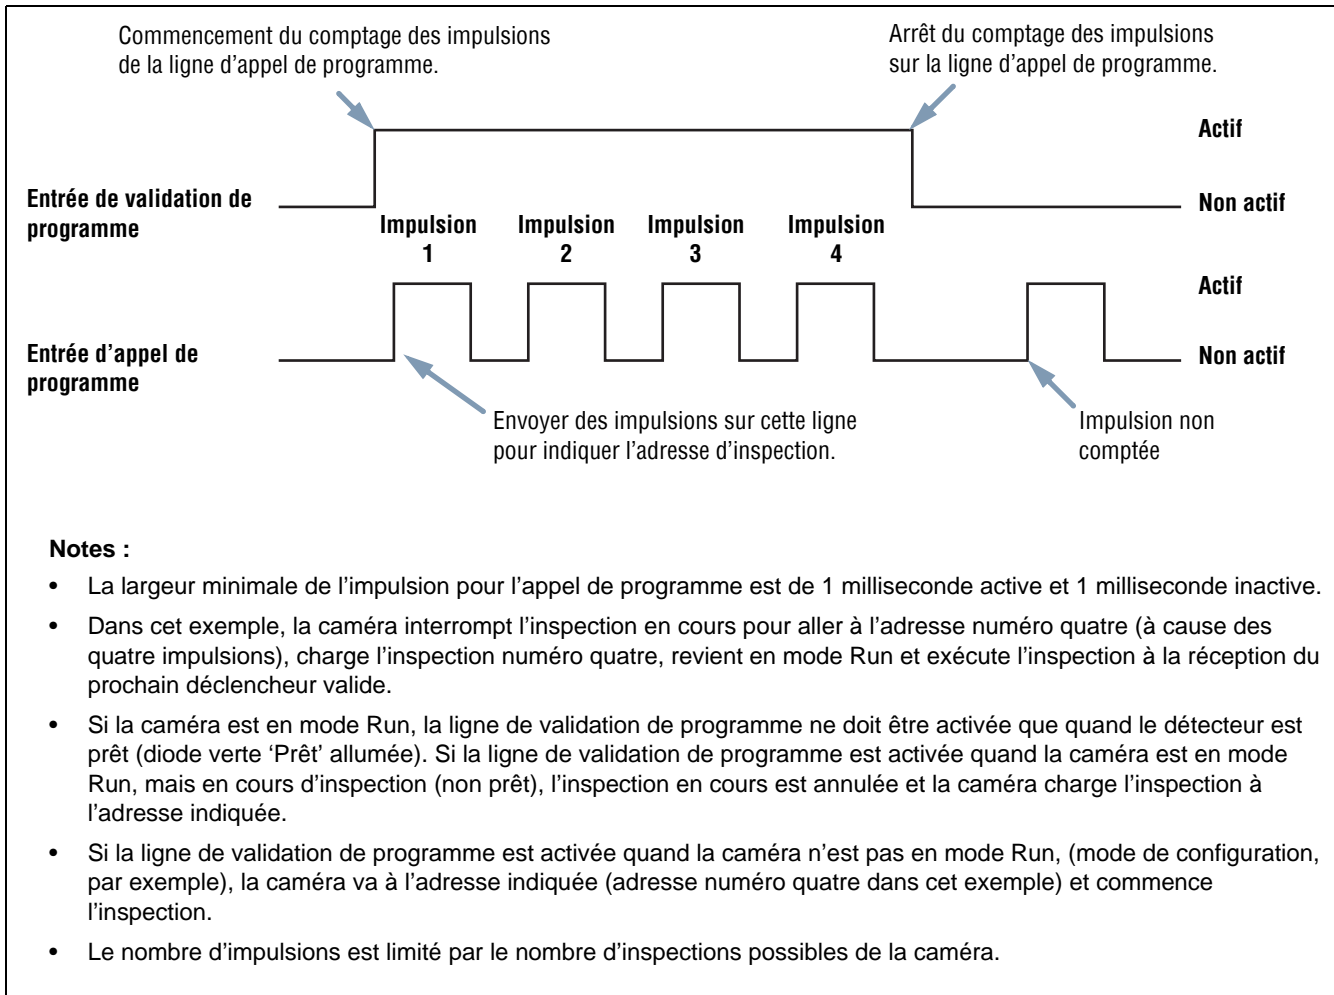 Commencement du comptage des impulsions
de la ligne d’appel de programme.
Arrêt du comptage des impulsions
sur la ligne d’appel de programme.
Actif
Entrée de validation de
programme
Non actif
Impulsion
1
Impulsion
2
Impulsion
3
Impulsion
4
Actif
Entrée d’appel de
programme
Non actif
Envoyer des impulsions sur cette ligne
pour indiquer l’adresse d’inspection.
Impulsion non
comptée
Notes :
• La largeur minimale de l’impulsion pour l’appel de programme est de 1 milliseconde active et 1 milliseconde inactive.
• Dans cet exemple, la caméra interrompt l’inspection en cours pour aller à l’adresse numéro quatre (à cause des
quatre impulsions), charge l’inspection numéro quatre, revient en mode Run et exécute l’inspection à la réception du
prochain déclencheur valide.
• Si la caméra est en mode Run, la ligne de validation de programme ne doit être activée que quand le détecteur est
prêt (diode verte ‘Prêt’ allumée). Si la ligne de validation de programme est activée quand la caméra est en mode
Run, mais en cours d’inspection (non prêt), l’inspection en cours est annulée et la caméra charge l’inspection à
l’adresse indiquée.
• Si la ligne de validation de programme est activée quand la caméra n’est pas en mode Run, (mode de configuration,
par exemple), la caméra va à l’adresse indiquée (adresse numéro quatre dans cet exemple) et commence
l’inspection.
• Le nombre d’impulsions est limité par le nombre d’inspections possibles de la caméra.